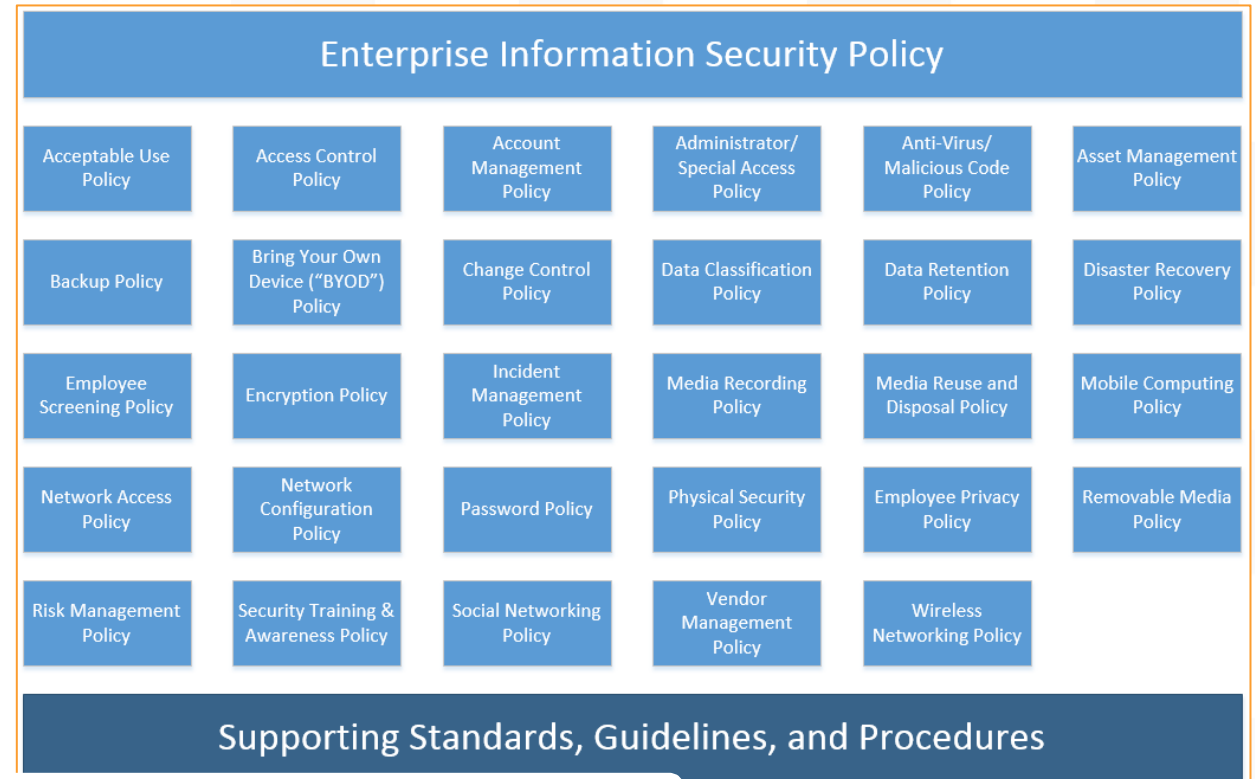 Enterprise Information Security Policy
Acceptable Use
Policy
Access Control
Policy
Account
Management
Policy
Administrator/
Special Access
Policy
Anti-Virus/
Malicious Code
Policy
Asset Management
Policy
Backup Policy
Bring Your Own
Device (“BYOD”)
Policy
Change Control
Policy
Data Classification
Policy
Data Retention
Policy
Disaster Recovery
Policy
Employee
Screening Policy
Encryption Policy
Incident
Management
Policy
Media Recording
Policy
Media Reuse and
Disposal Policy
Mobile Computing
Policy
Network Access
Policy
Network
Configuration
Policy
Password Policy
Physical Security
Policy
Employee Privacy
Policy
Removable Media
Policy
Risk Management
Policy
Security Training &
Awareness Policy
Social Networking
Policy
Vendor
Management
Policy
Wireless
Networking Policy
Supporting Standards, Guidelines, and Procedures